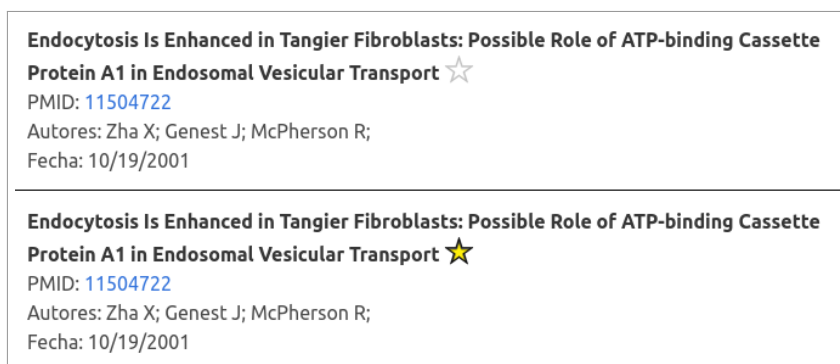 Endocytosis Is Enhanced in Tangier Fibroblasts: Possible Role of ATP-binding Cassette
Protein A1 in Endosomal Vesicular Transport
PMID: 11504722
Autores: Zha X; Genest J; McPherson R;
Fecha: 10/19/2001
Endocytosis Is Enhanced in Tangier Fibroblasts: Possible Role of ATP-binding Cassette
Protein A1 in Endosomal Vesicular Transport
PMID: 11504722
Autores: Zha X; Genest J; McPherson R;
Fecha: 10/19/2001